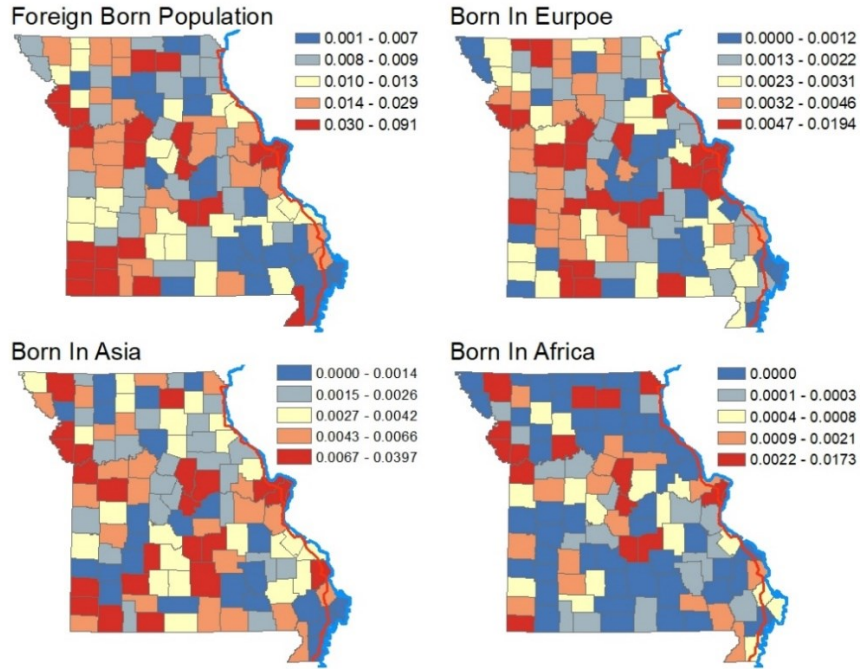 Foreign Born Population
0.001 - 0.007
0.008 - 0.009
0.010 - 0.013
0.014 - 0.029
0.030 - 0.091
Born In Eurpoe
0.0000 - 0.0012
0.0013 - 0.0022
0.0023 - 0.0031
0.0032 - 0.0046
0.0047 - 0.0194
Born In Asia
0.0000 - 0.0014
0.0015 - 0.0026
0.0027 - 0.0042
0.0043 - 0.0066
0.0067 - 0.0397
Born In Africa
0.0000
0.0001 - 0.0003
0.0004 - 0.0008
0.0009 - 0.0021
0.0022 - 0.0173